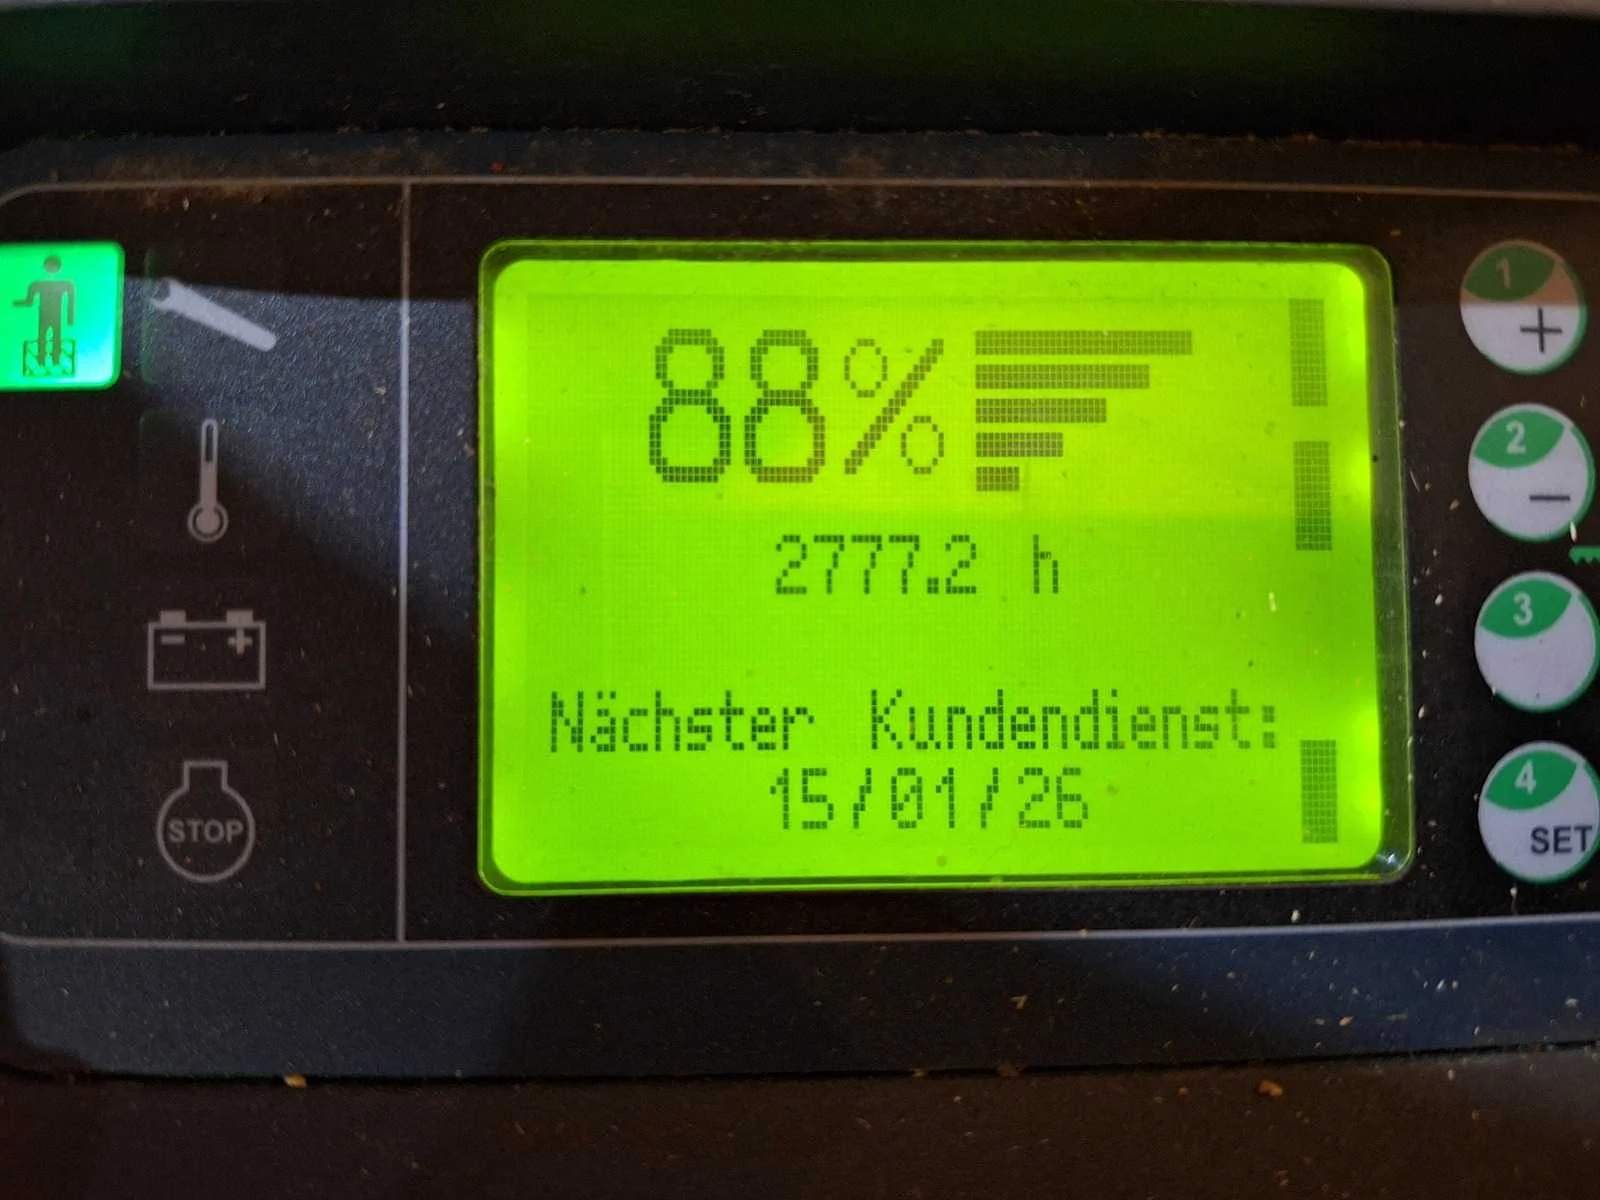 88%
2777.2 h
Nächster Kundendienst:
15/01/26
STOP
1
+
2
−
3
4
SET